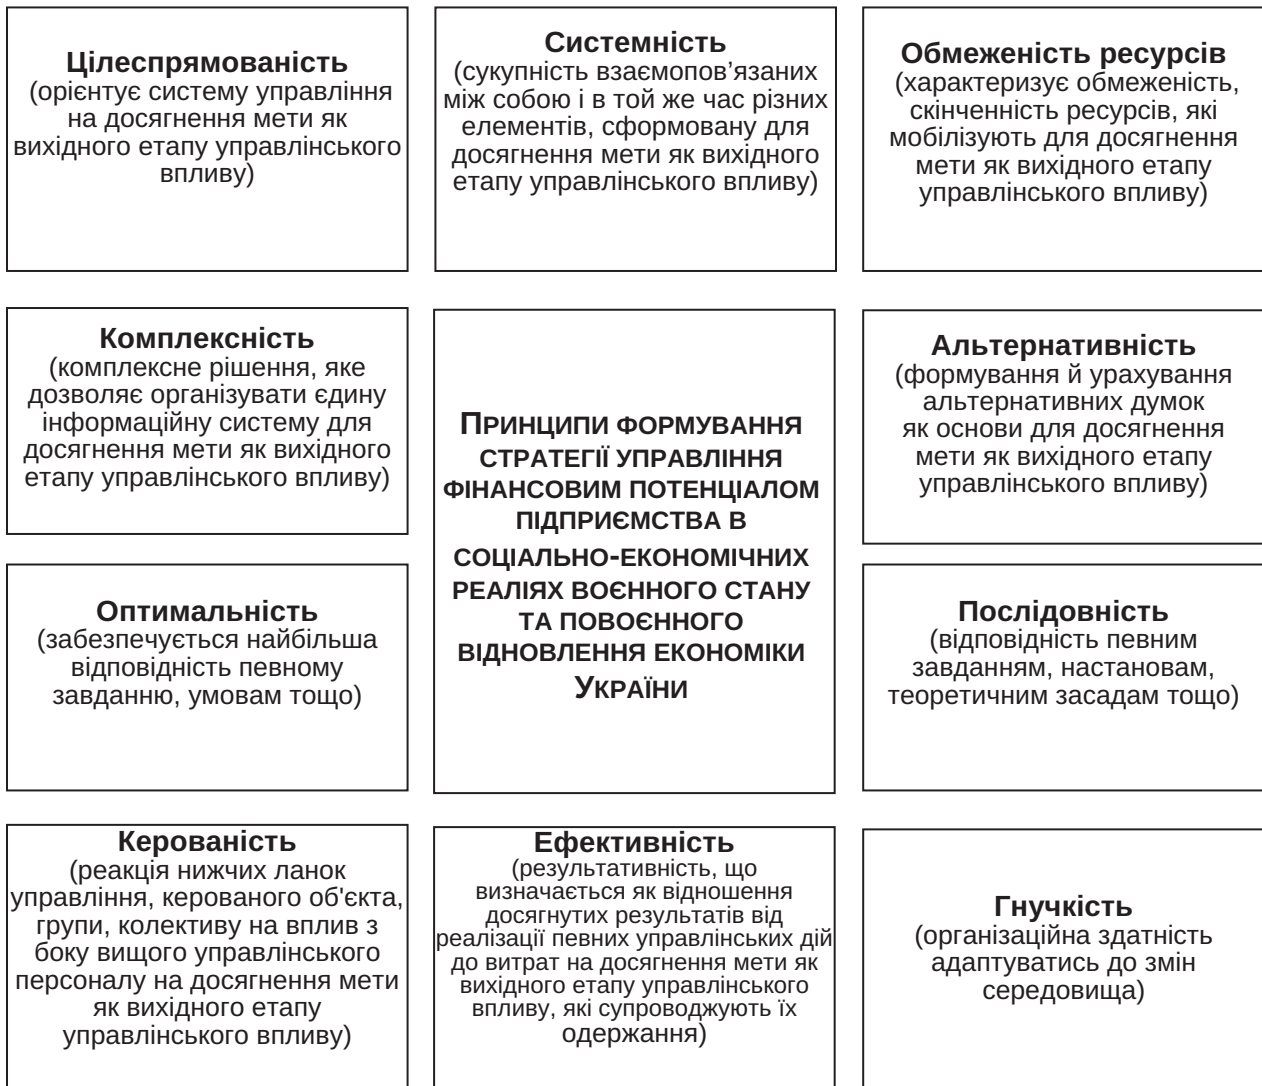 Цілеспрямованість
(орієнтує систему управління
на досягнення мети як
вихідного етапу управлінського
впливу)
Системність
(сукупність взаємопов’язаних
між собою і в той же час різних
елементів, сформовану для
досягнення мети як вихідного
етапу управлінського впливу)
Обмеженість ресурсів
(характеризує обмеженість,
скінченність ресурсів, які
мобілізують для досягнення
мети як вихідного етапу
управлінського впливу)
Комплексність
(комплексне рішення, яке
дозволяє організувати єдину
інформаційну систему для
досягнення мети як вихідного
етапу управлінського впливу)
ПРИНЦИПИ ФОРМУВАННЯ
СТРАТЕГІЇ УПРАВЛІННЯ
ФІНАНСОВИМ ПОТЕНЦІАЛОМ
ПІДПРИЄМСТВА В
СОЦІАЛЬНО-ЕКОНОМІЧНИХ
РЕАЛІЯХ ВОЄННОГО СТАНУ
ТА ПОВОЄННОГО
ВІДНОВЛЕННЯ ЕКОНОМІКИ
УКРАЇНИ
Альтернативність
(формування й урахування
альтернативних думок
як основи для досягнення
мети як вихідного етапу
управлінського впливу)
Оптимальність
(забезпечується найбільша
відповідність певному
завданню, умовам тощо)
Послідовність
(відповідність певним
завданням, настановам,
теоретичним засадам тощо)
Керованість
(реакція нижчих ланок
управління, керованого об'єкта,
групи, колективу на вплив з
боку вищого управлінського
персоналу на досягнення мети
як вихідного етапу
управлінського впливу)
Ефективність
(результативність, що
визначається як відношення
досягнутих результатів від
реалізації певних управлінських дій
до витрат на досягнення мети як
вихідного етапу управлінського
впливу, які супроводжують їх
одержання)
Гнучкість
(організаційна здатність
адаптуватись до змін
середовища)